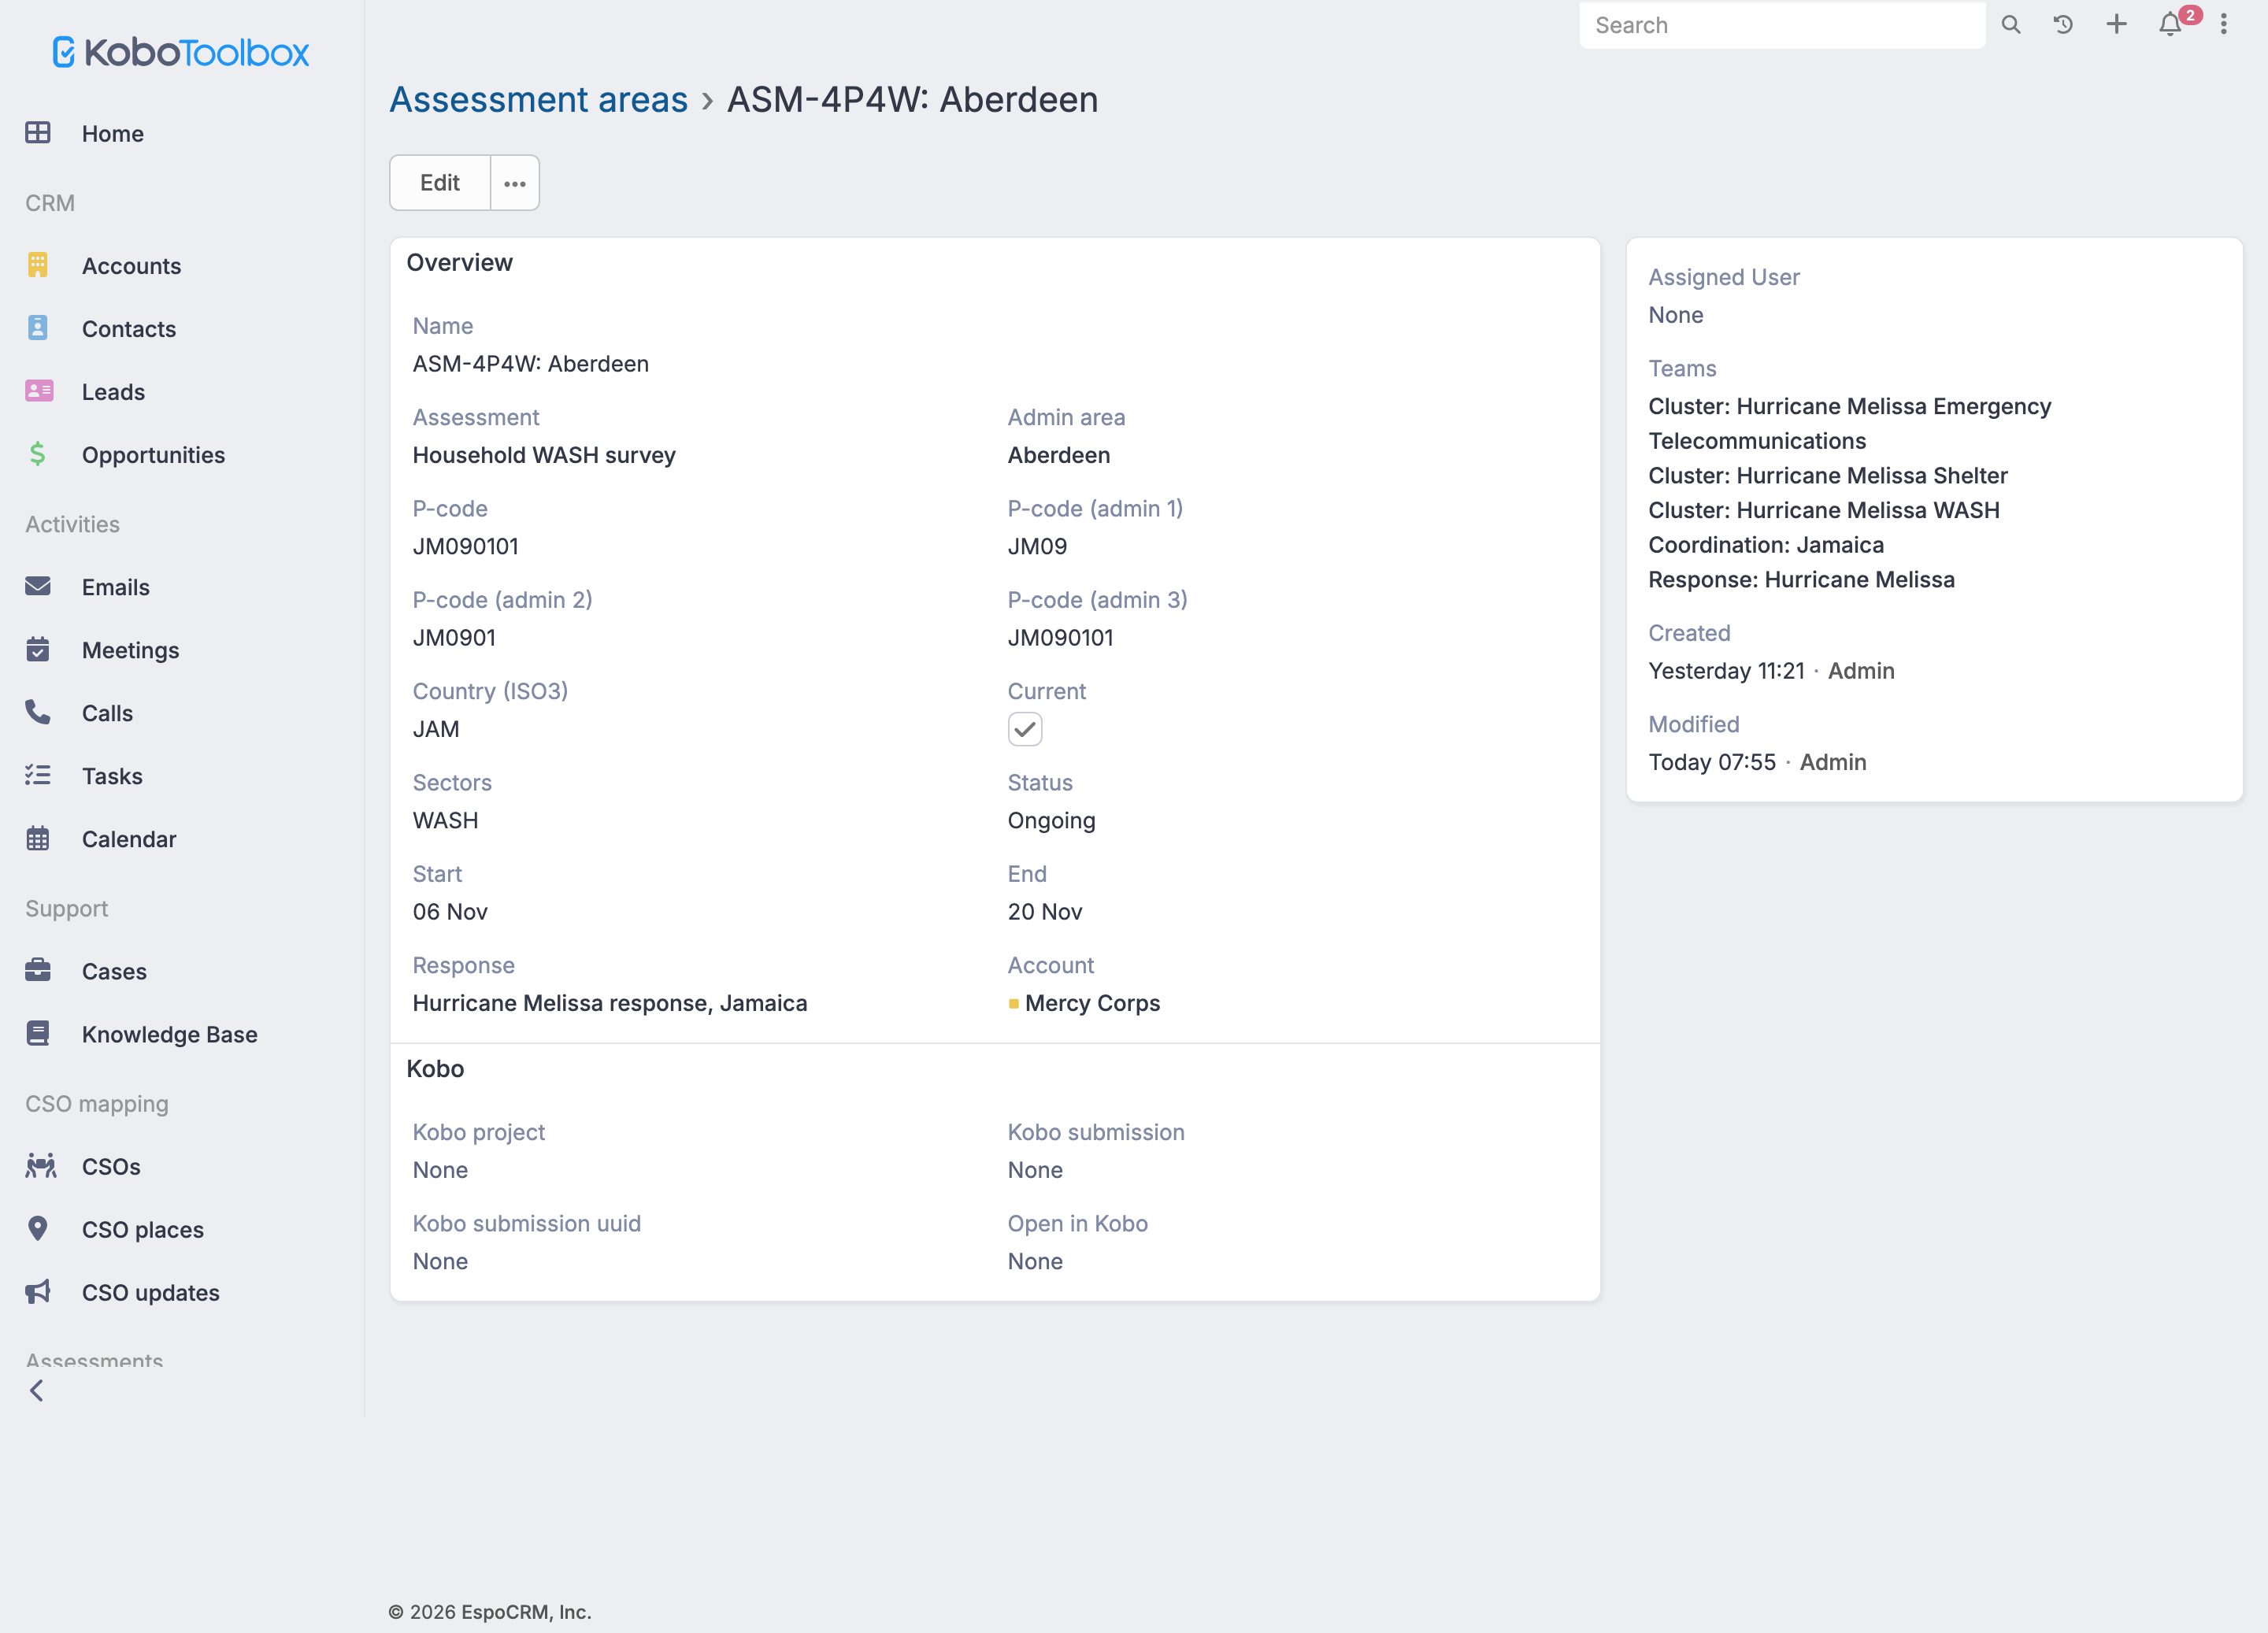 KoboToolbox
Search
2
Home
CRM
Accounts
Contacts
Leads
Opportunities
Activities
Emails
Meetings
Calls
Tasks
Calendar
Support
Cases
Knowledge Base
CSO mapping
CSOs
CSO places
CSO updates
Assessments
Assessment areas › ASM-4P4W: Aberdeen
Edit
Overview
Name
ASM-4P4W: Aberdeen
Assessment
Household WASH survey
Admin area
Aberdeen
P-code
JM090101
P-code (admin 1)
JM09
P-code (admin 2)
JM0901
P-code (admin 3)
JM090101
Country (ISO3)
JAM
Current
Sectors
WASH
Status
Ongoing
Start
06 Nov
End
20 Nov
Response
Hurricane Melissa response, Jamaica
Account
Mercy Corps
Kobo
Kobo project
None
Kobo submission
None
Kobo submission uuid
None
Open in Kobo
None
Assigned User
None
Teams
Cluster: Hurricane Melissa Emergency
Telecommunications
Cluster: Hurricane Melissa Shelter
Cluster: Hurricane Melissa WASH
Coordination: Jamaica
Response: Hurricane Melissa
Created
Yesterday 11:21 · Admin
Modified
Today 07:55 · Admin
© 2026 EspoCRM, Inc.